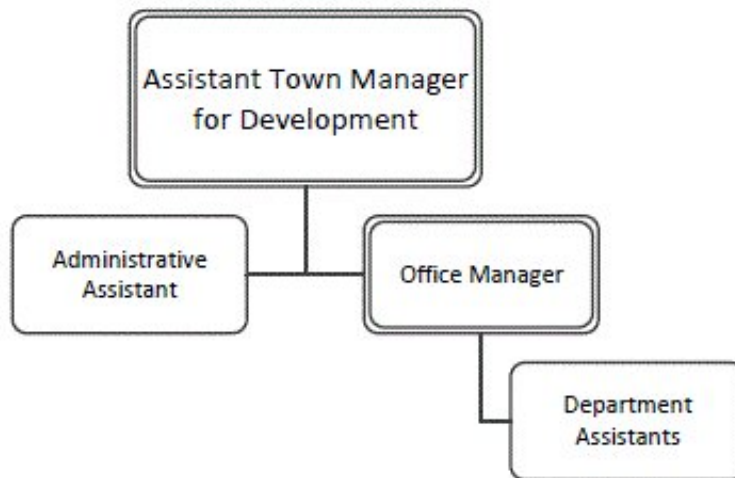 Assistant Town Manager
for Development
Administrative
Assistant
Office Manager
Department
Assistants